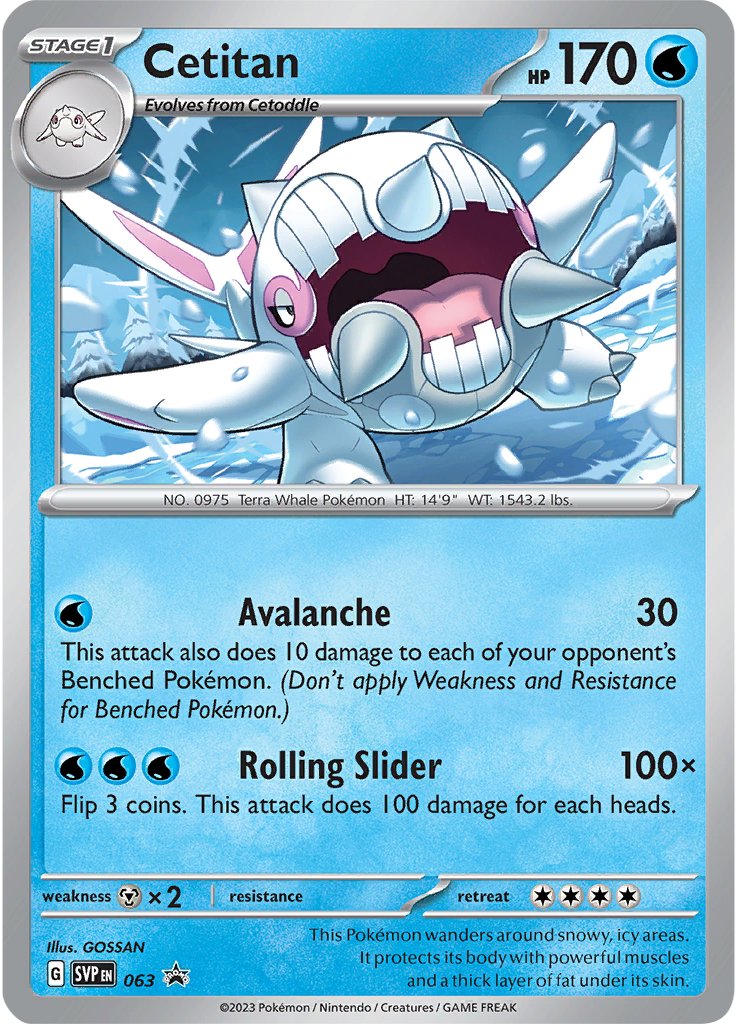 STAGE 1
Cetitan
HP 170
Evolves from Cetoddle
NO. 0975 Terra Whale Pokémon HT: 14'9" WT: 1543.2 lbs.
Avalanche 30
This attack also does 10 damage to each of your opponent's
Benched Pokémon. (Don't apply Weakness and Resistance
for Benched Pokémon.)
Rolling Slider 100×
Flip 3 coins. This attack does 100 damage for each heads.
weakness ×2 resistance retreat
Illus. GOSSAN
G SVP EN 063 PROMO
This Pokémon wanders around snowy, icy areas.
It protects its body with powerful muscles
and a thick layer of fat under its skin.
©2023 Pokémon / Nintendo / Creatures / GAME FREAK